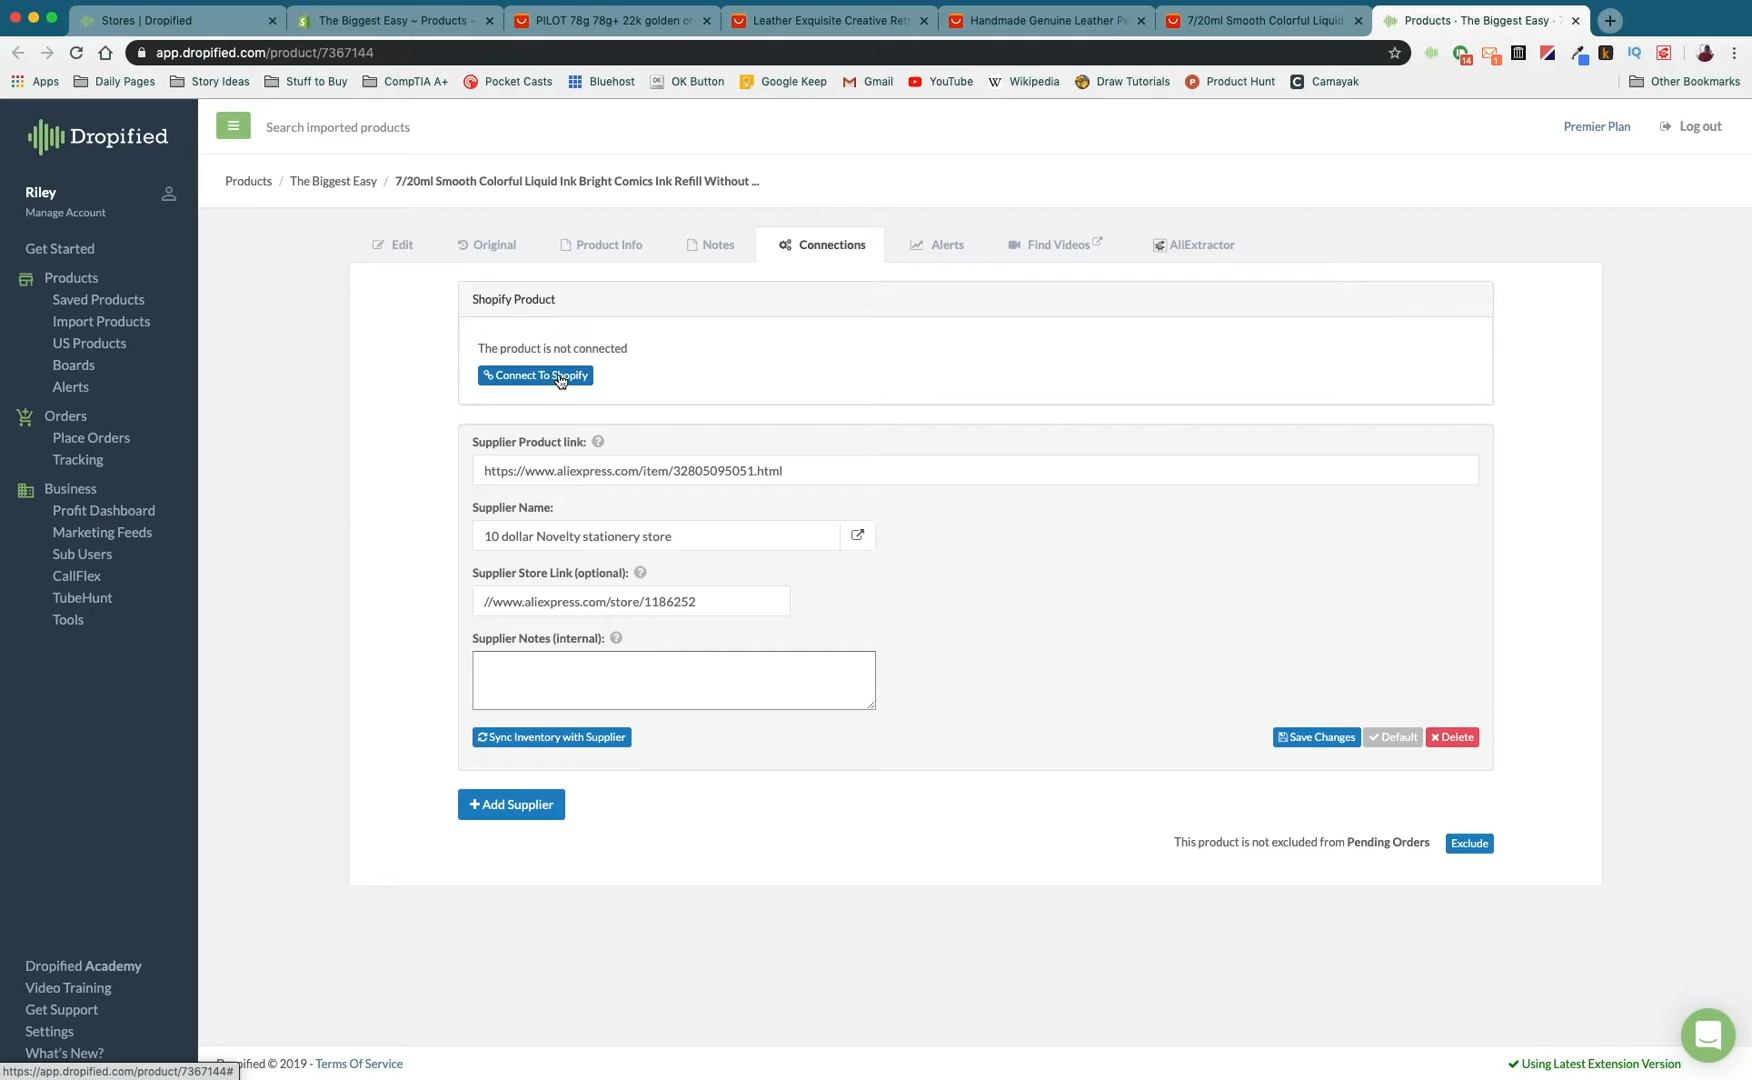 Stores | Dropified
The Biggest Easy ~ Products ~
PILOT 78g 78g+ 22k golden or
Leather Exquisite Creative Ret
Handmade Genuine Leather Pe
7/20ml Smooth Colorful Liquid
Products · The Biggest Easy · 7
app.dropified.com/product/7367144
14
1
Apps
Daily Pages
Story Ideas
Stuff to Buy
CompTIA A+
Pocket Casts
Bluehost
OK Button
Google Keep
Gmail
YouTube
Wikipedia
Draw Tutorials
Product Hunt
Camayak
Other Bookmarks
Dropified
Search imported products
Premier Plan
Log out
Riley
Manage Account
Products / The Biggest Easy / 7/20ml Smooth Colorful Liquid Ink Bright Comics Ink Refill Without ...
Get Started
Products
Saved Products
Import Products
US Products
Boards
Alerts
Orders
Place Orders
Tracking
Business
Profit Dashboard
Marketing Feeds
Sub Users
CallFlex
TubeHunt
Tools
Dropified Academy
Video Training
Get Support
Settings
What's New?
Edit
Original
Product Info
Notes
Connections
Alerts
Find Videos
AliExtractor
Shopify Product
The product is not connected
Connect To Shopify
Supplier Product link:
https://www.aliexpress.com/item/32805095051.html
Supplier Name:
10 dollar Novelty stationery store
Supplier Store Link (optional):
//www.aliexpress.com/store/1186252
Supplier Notes (internal):
Sync Inventory with Supplier
Save Changes
Default
Delete
Add Supplier
This product is not excluded from Pending Orders
Exclude
https://app.dropified.com/product/7367144#
© 2019 - Terms Of Service
Using Latest Extension Version